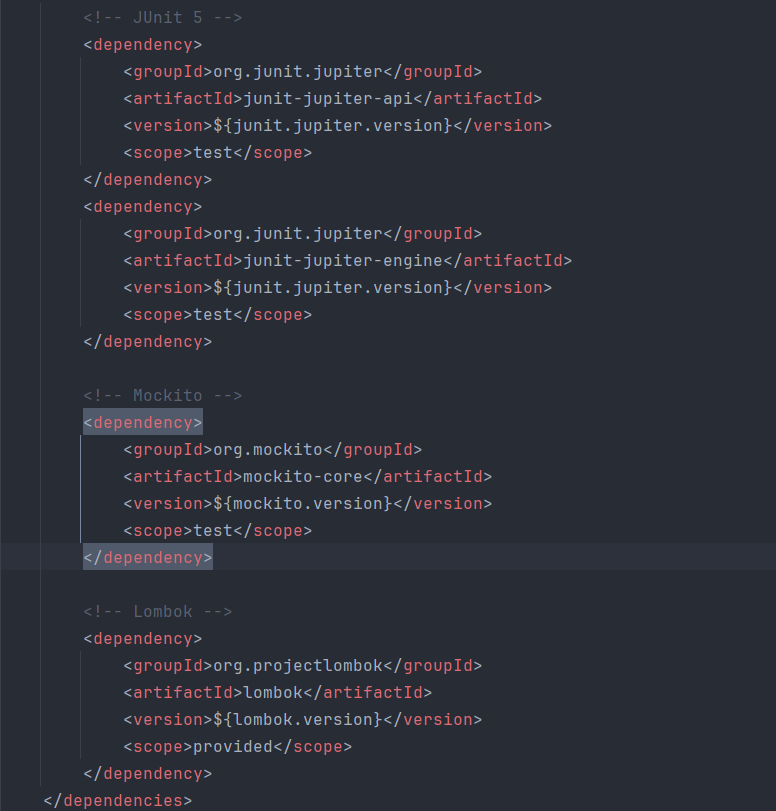 <!-- JUnit 5 -->
<dependency>
<groupId>org.junit.jupiter</groupId>
<artifactId>junit-jupiter-api</artifactId>
<version>${junit.jupiter.version}</version>
<scope>test</scope>
</dependency>
<dependency>
<groupId>org.junit.jupiter</groupId>
<artifactId>junit-jupiter-engine</artifactId>
<version>${junit.jupiter.version}</version>
<scope>test</scope>
</dependency>
<!-- Mockito -->
<dependency>
<groupId>org.mockito</groupId>
<artifactId>mockito-core</artifactId>
<version>${mockito.version}</version>
<scope>test</scope>
</dependency>
<!-- Lombok -->
<dependency>
<groupId>org.projectlombok</groupId>
<artifactId>lombok</artifactId>
<version>${lombok.version}</version>
<scope>provided</scope>
</dependency>
</dependencies>